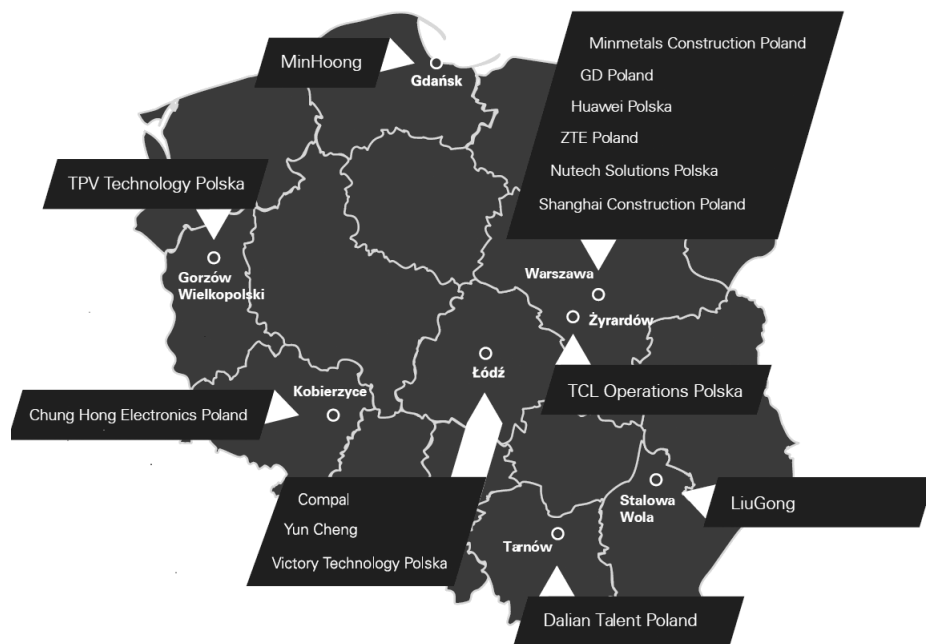 MinHoong
Gdańsk
Minmetals Construction Poland
GD Poland
Huawei Polska
ZTE Poland
Nutech Solutions Polska
Shanghai Construction Poland
TPV Technology Polska
Gorzów
Wielkopolski
Warszawa
Żyrardów
Łódź
TCL Operations Polska
Kobierzyce
Chung Hong Electronics Poland
Compal
Yun Cheng
Victory Technology Polska
Stalowa
Wola
LiuGong
Tarnów
Dalian Talent Poland